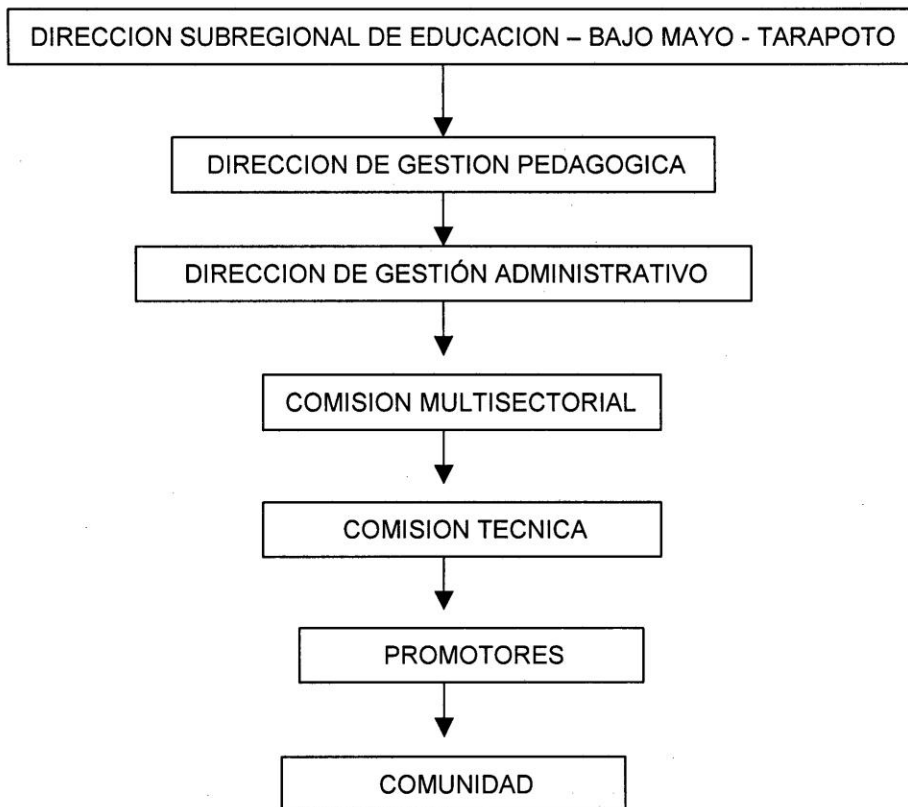 DIRECCION SUBREGIONAL DE EDUCACION – BAJO MAYO - TARAPOTO
DIRECCION DE GESTION PEDAGOGICA
DIRECCION DE GESTIÓN ADMINISTRATIVO
COMISION MULTISECTORIAL
COMISION TECNICA
PROMOTORES
COMUNIDAD